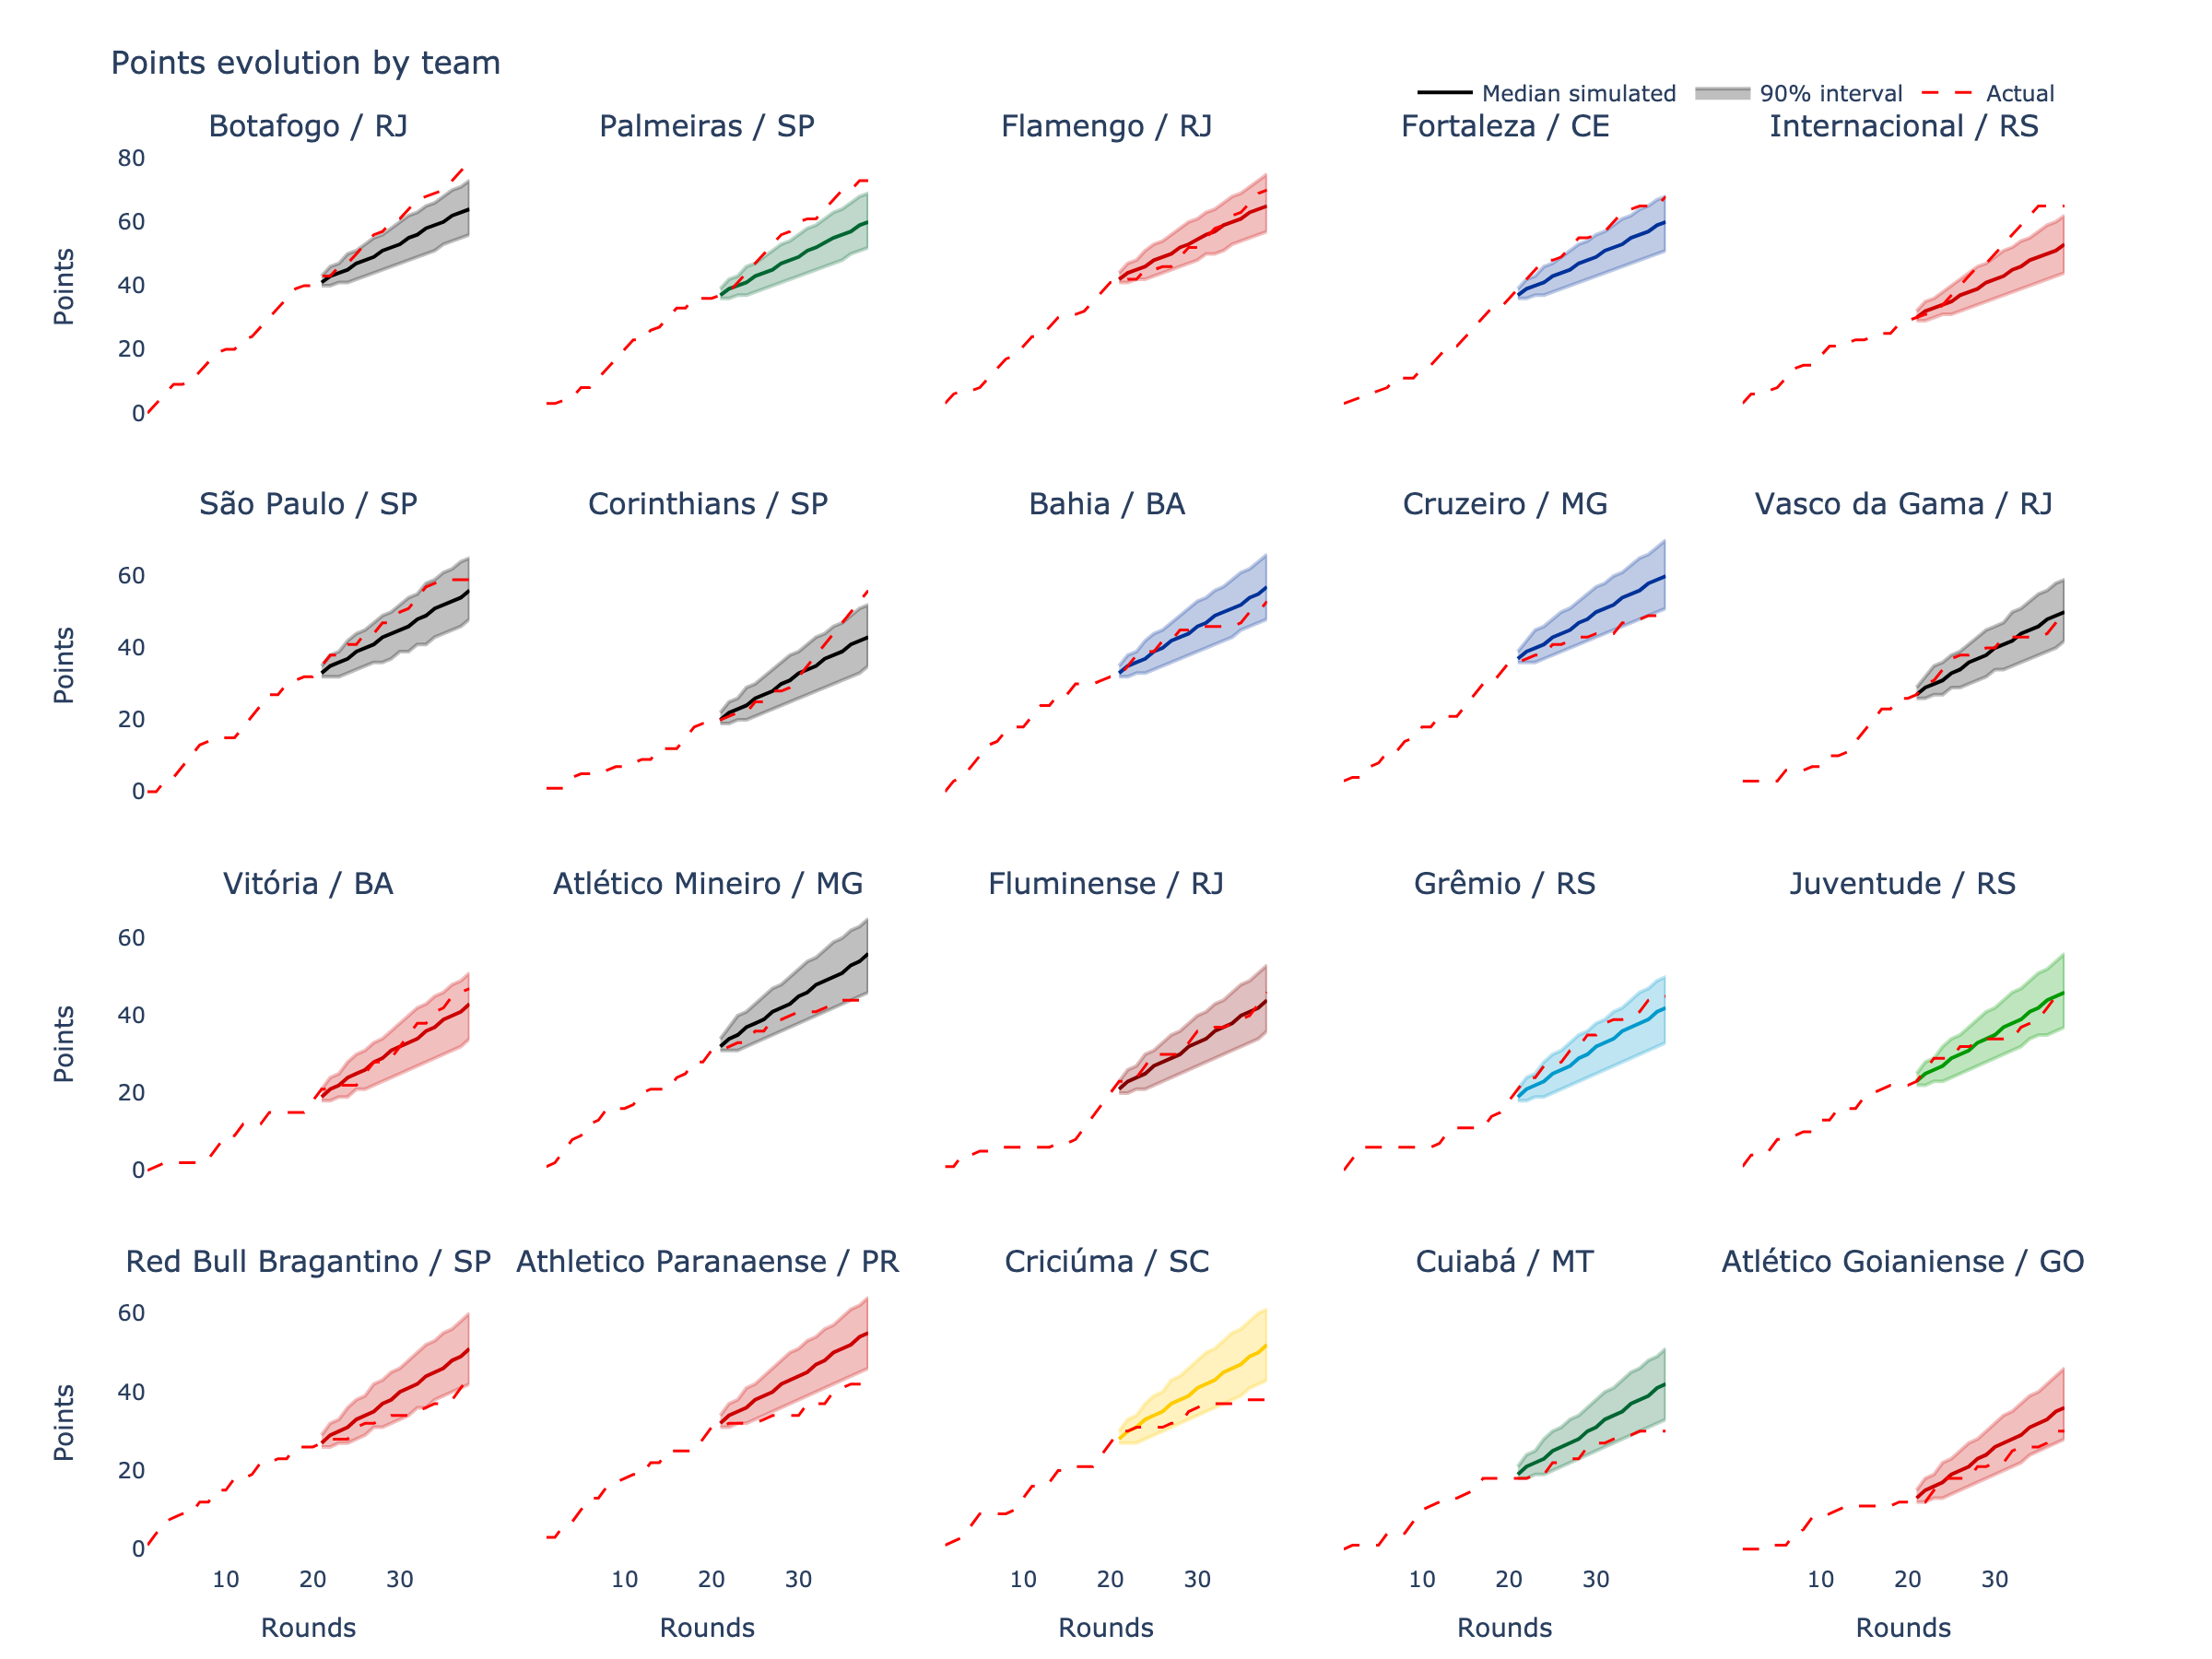 Points evolution by team
Median simulated 90% interval Actual
Botafogo / RJ Palmeiras / SP Flamengo / RJ Fortaleza / CE Internacional / RS
80
60
40
20
0
Points
São Paulo / SP Corinthians / SP Bahia / BA Cruzeiro / MG Vasco da Gama / RJ
60
40
20
0
Points
Vitória / BA Atlético Mineiro / MG Fluminense / RJ Grêmio / RS Juventude / RS
60
40
20
0
Points
Red Bull Bragantino / SP Athletico Paranaense / PR Criciúma / SC Cuiabá / MT Atlético Goianiense / GO
60
40
20
0
Points
10 20 30 10 20 30 10 20 30 10 20 30 10 20 30
Rounds Rounds Rounds Rounds Rounds